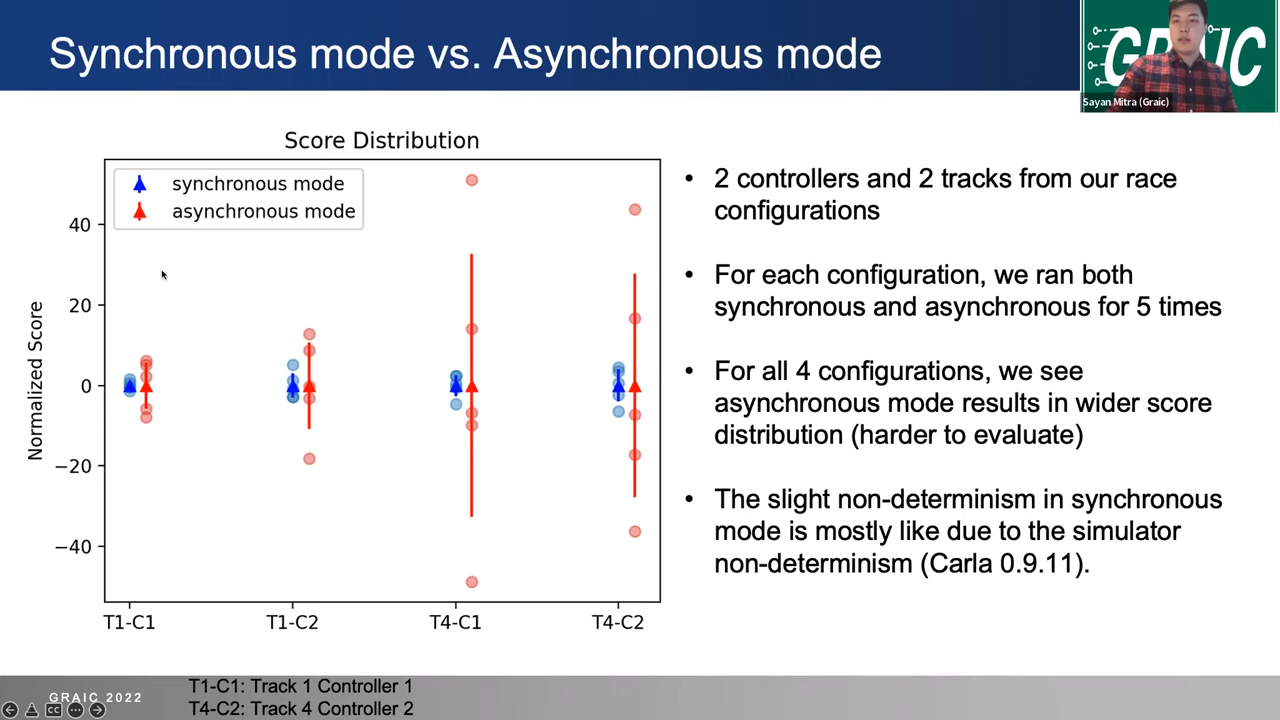 Synchronous mode vs. Asynchronous mode
GRAIC
Sayan Mitra (Graic)
Score Distribution
synchronous mode
asynchronous mode
40
20
0
−20
−40
Normalized Score
T1-C1
T1-C2
T4-C1
T4-C2
• 2 controllers and 2 tracks from our race
configurations
• For each configuration, we ran both
synchronous and asynchronous for 5 times
• For all 4 configurations, we see
asynchronous mode results in wider score
distribution (harder to evaluate)
• The slight non-determinism in synchronous
mode is mostly like due to the simulator
non-determinism (Carla 0.9.11).
GRAIC 2022
T1-C1: Track 1 Controller 1
T4-C2: Track 4 Controller 2